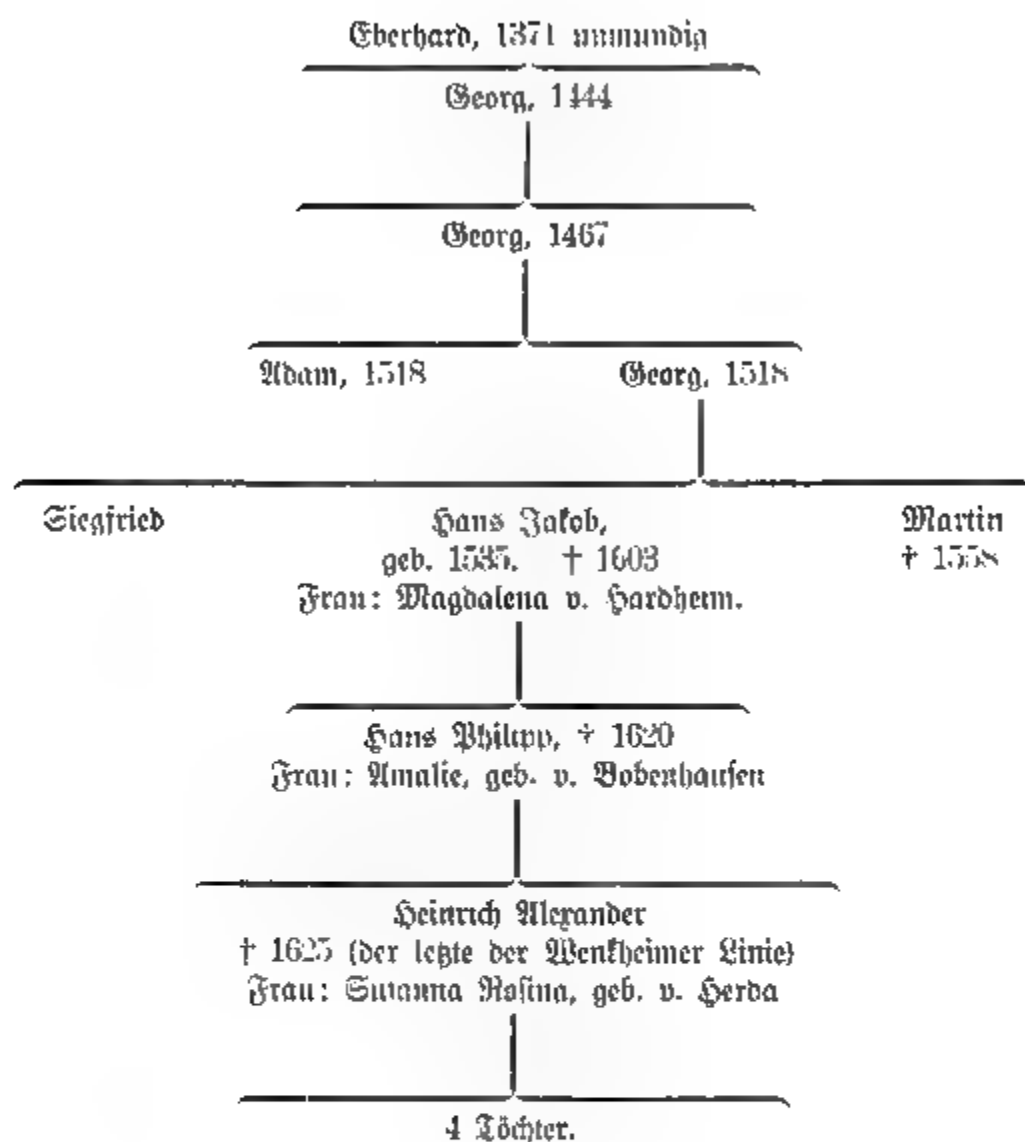 Eberhard, 1371 unmundig
Georg, 1444
Georg, 1467
Adam, 1518 Georg, 1518
Siegfried Hans Jakob, Martin
geb. 1535. † 1603 † 1558
Frau: Magdalena v. Hardheim.
Hans Philipp, † 1620
Frau: Amalie, geb. v. Bobenhausen
Heinrich Alexander
† 1625 (der letzte der Wenkheimer Linie)
Frau: Susanna Rosina, geb. v. Herda
4 Töchter.